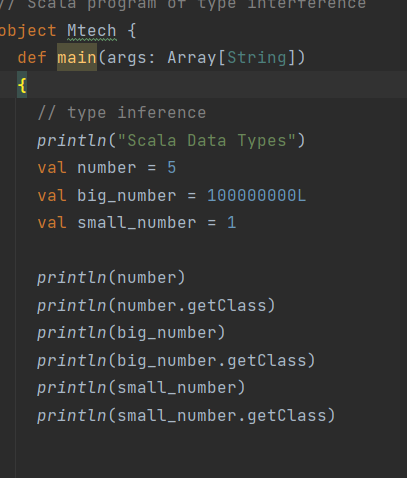 // Scala program of type interference
object Mtech {
def main(args: Array[String])
{
// type inference
println("Scala Data Types")
val number = 5
val big_number = 100000000L
val small_number = 1
println(number)
println(number.getClass)
println(big_number)
println(big_number.getClass)
println(small_number)
println(small_number.getClass)